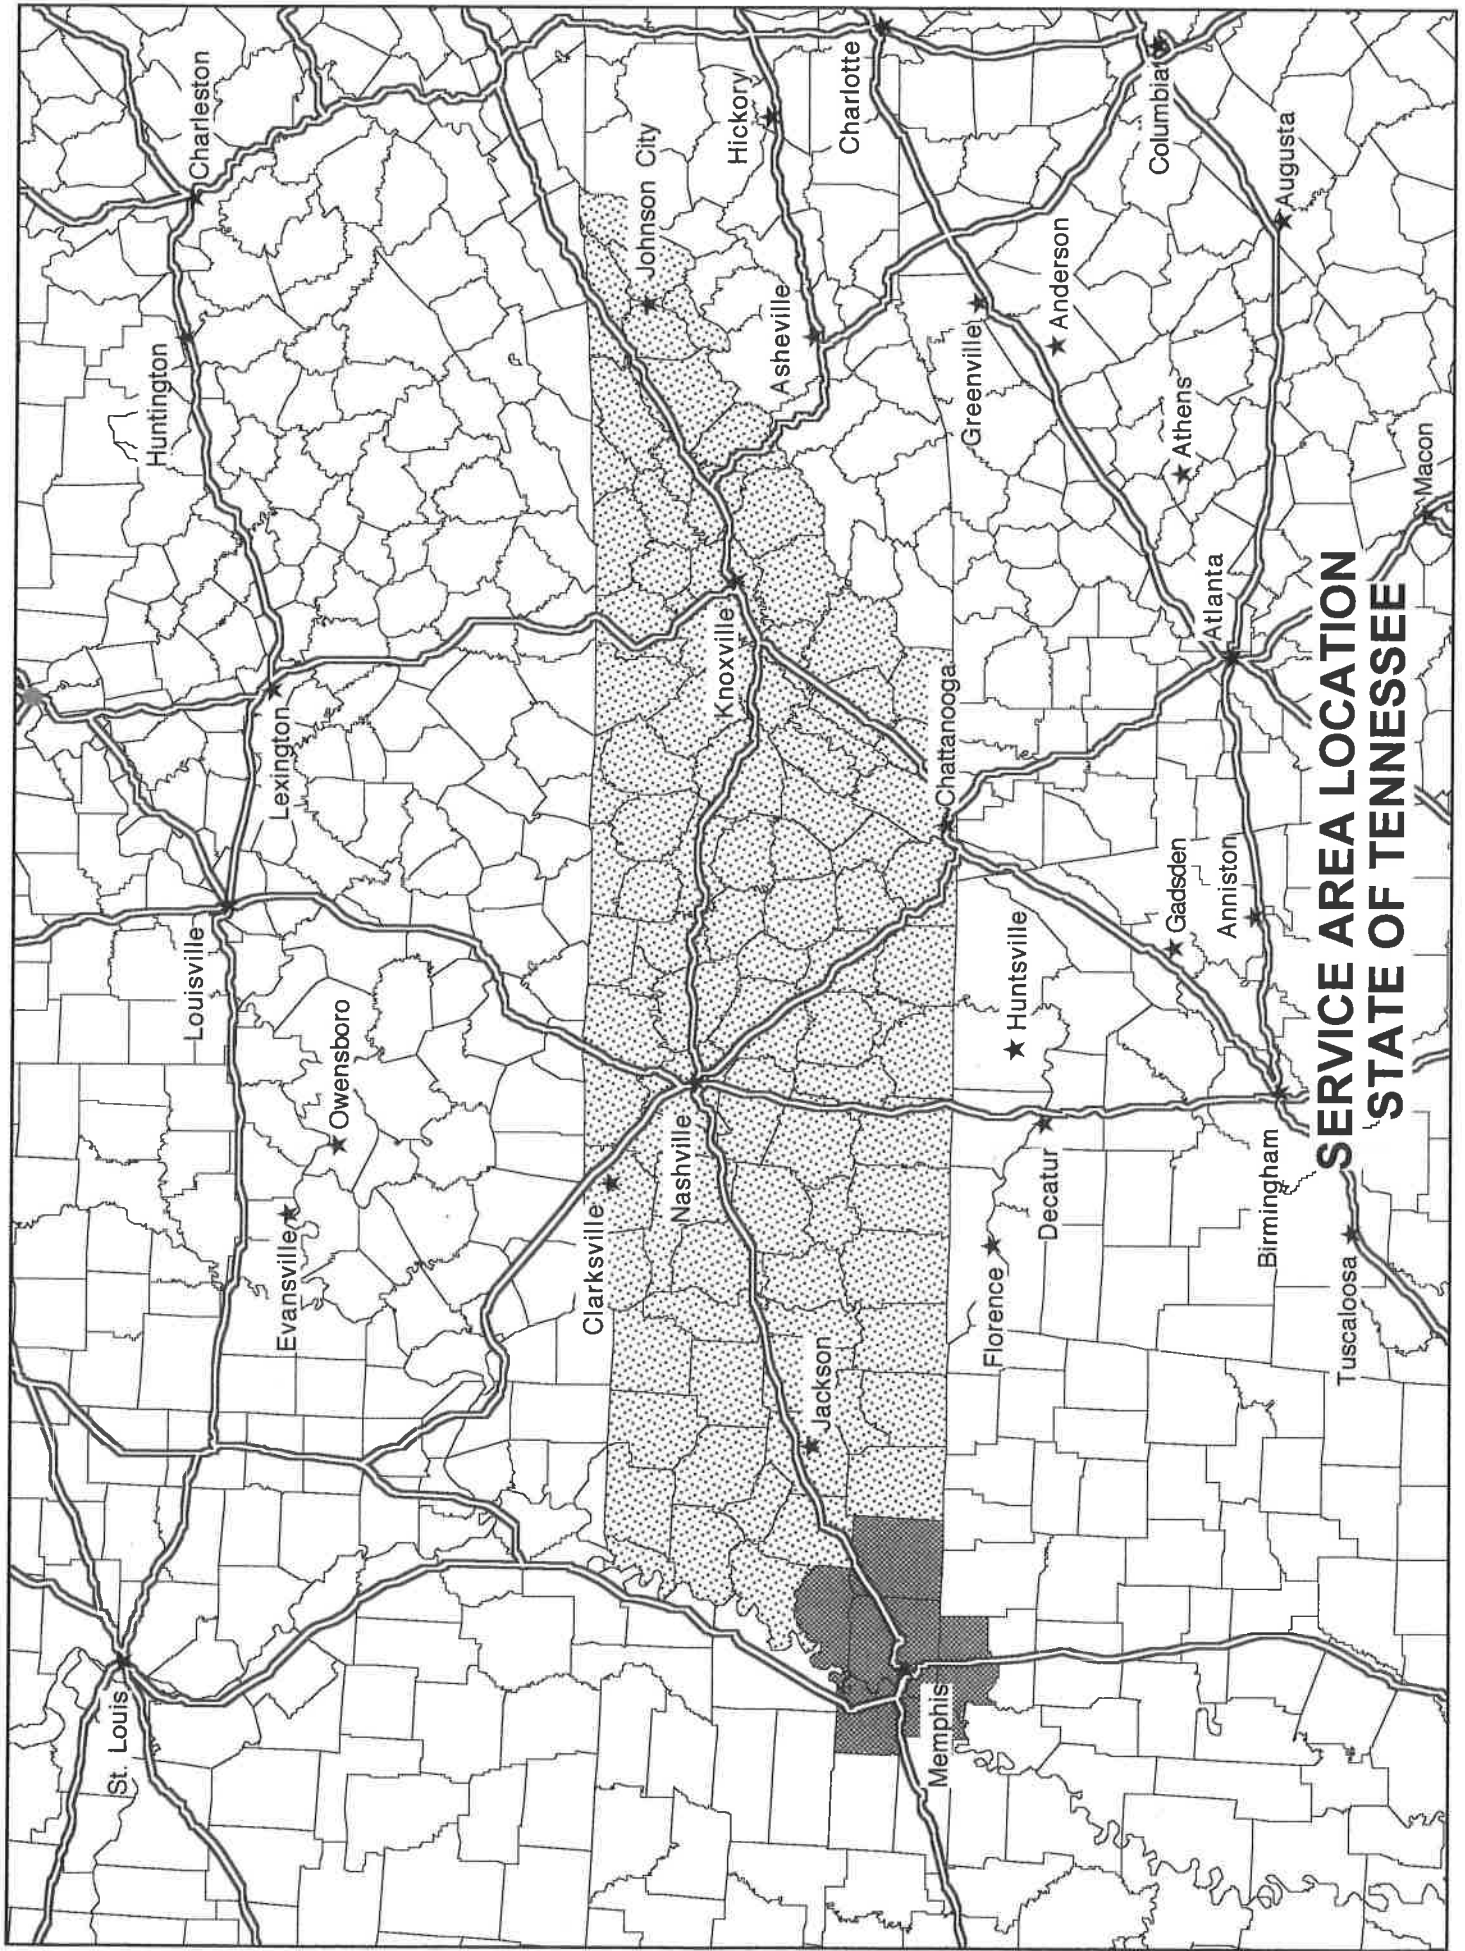 St. Louis
Evansville
Owensboro
Louisville
Lexington
Huntington
Charleston
Clarksville
Nashville
Knoxville
Johnson City
Hickory
Asheville
Charlotte
Jackson
Memphis
Chattanooga
Greenville
Anderson
Columbia
Florence
Decatur
Huntsville
Gadsden
Anniston
Atlanta
Athens
Augusta
Birmingham
Tuscaloosa
Macon
SERVICE AREA LOCATION
STATE OF TENNESSEE